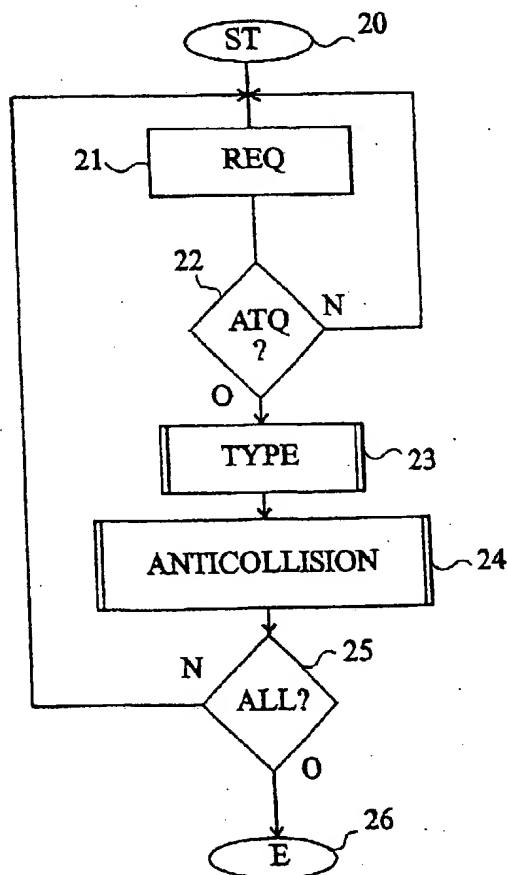 ST
20
REQ
21
22
ATQ
?
N
O
TYPE
23
ANTICOLLISION
24
25
N
ALL?
O
E
26